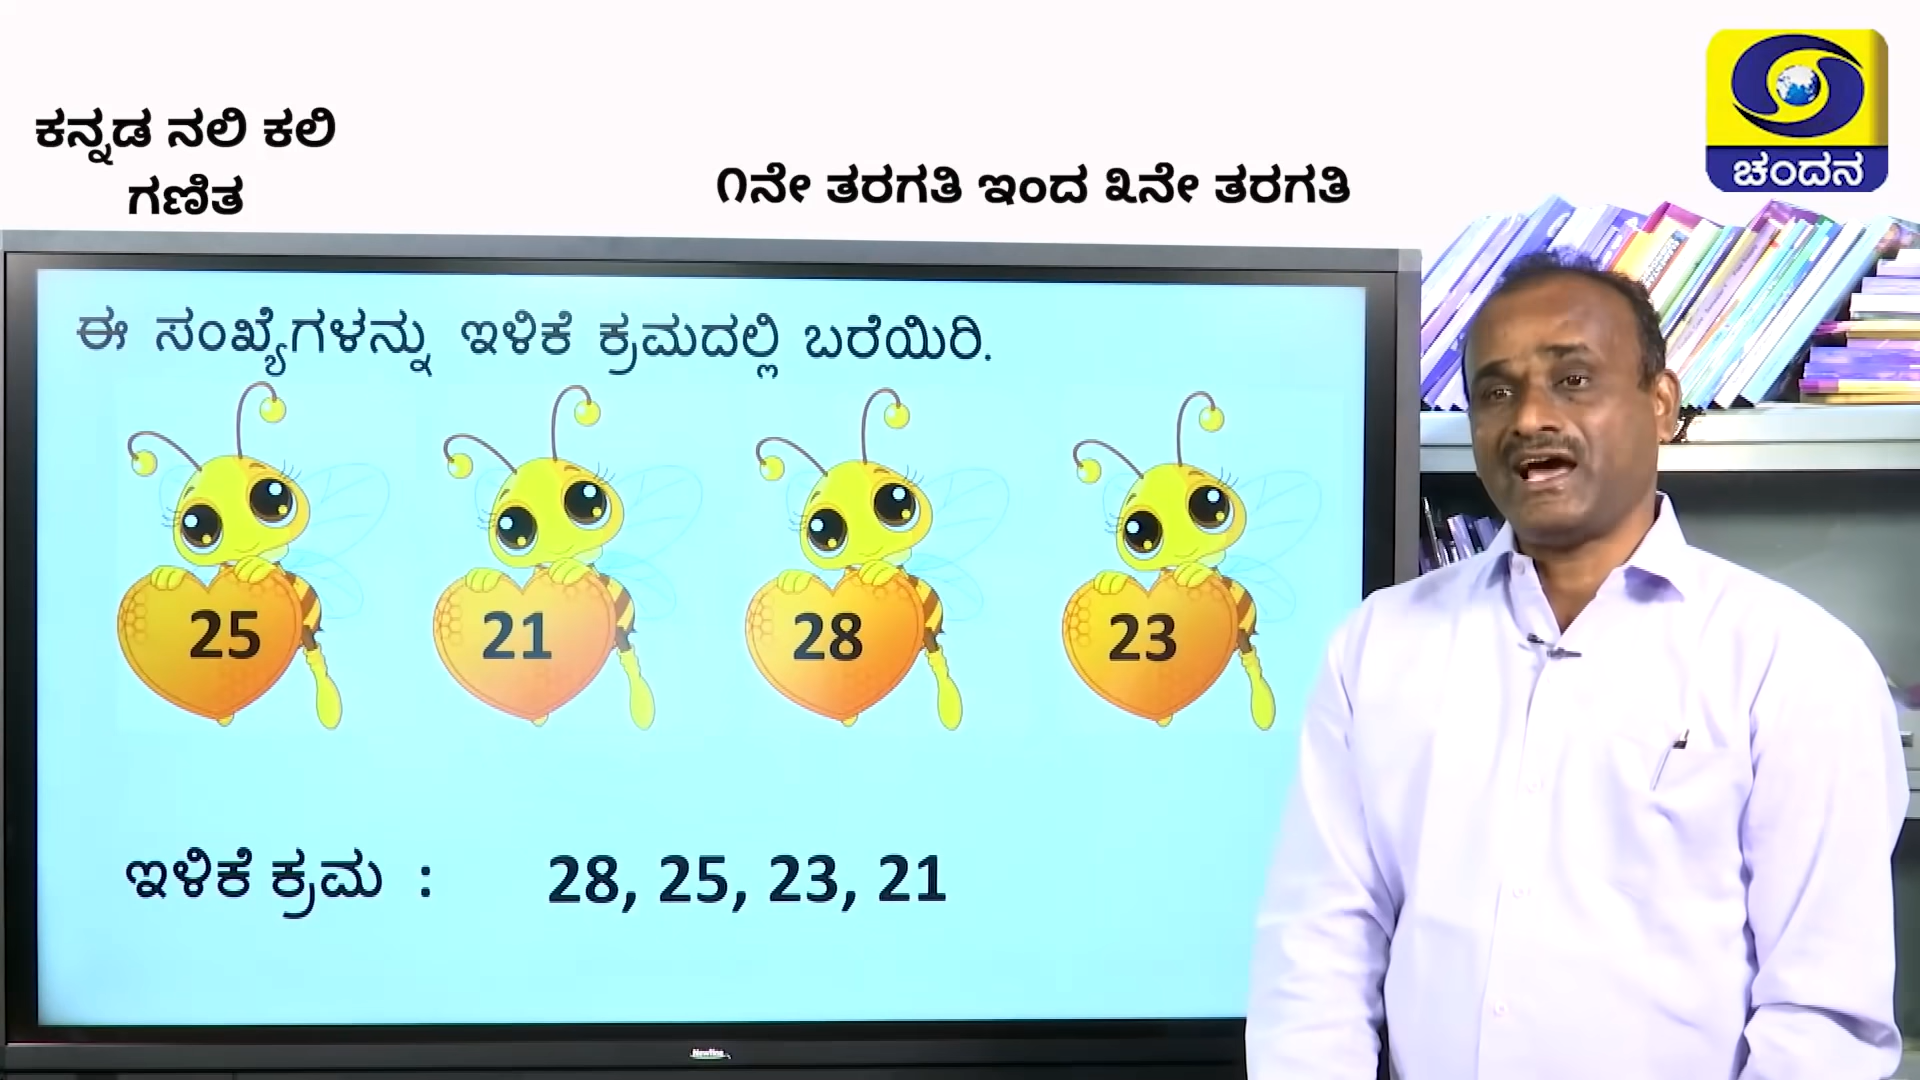 ಕನ್ನಡ ನಲಿ ಕಲಿ
ಗಣಿತ
೧ನೇ ತರಗತಿ ಇಂದ ೩ನೇ ತರಗತಿ
ಚಂದನ
ಈ ಸಂಖ್ಯೆಗಳನ್ನು ಇಳಿಕೆ ಕ್ರಮದಲ್ಲಿ ಬರೆಯಿರಿ.
25 21 28 23
ಇಳಿಕೆ ಕ್ರಮ : 28, 25, 23, 21
Newline